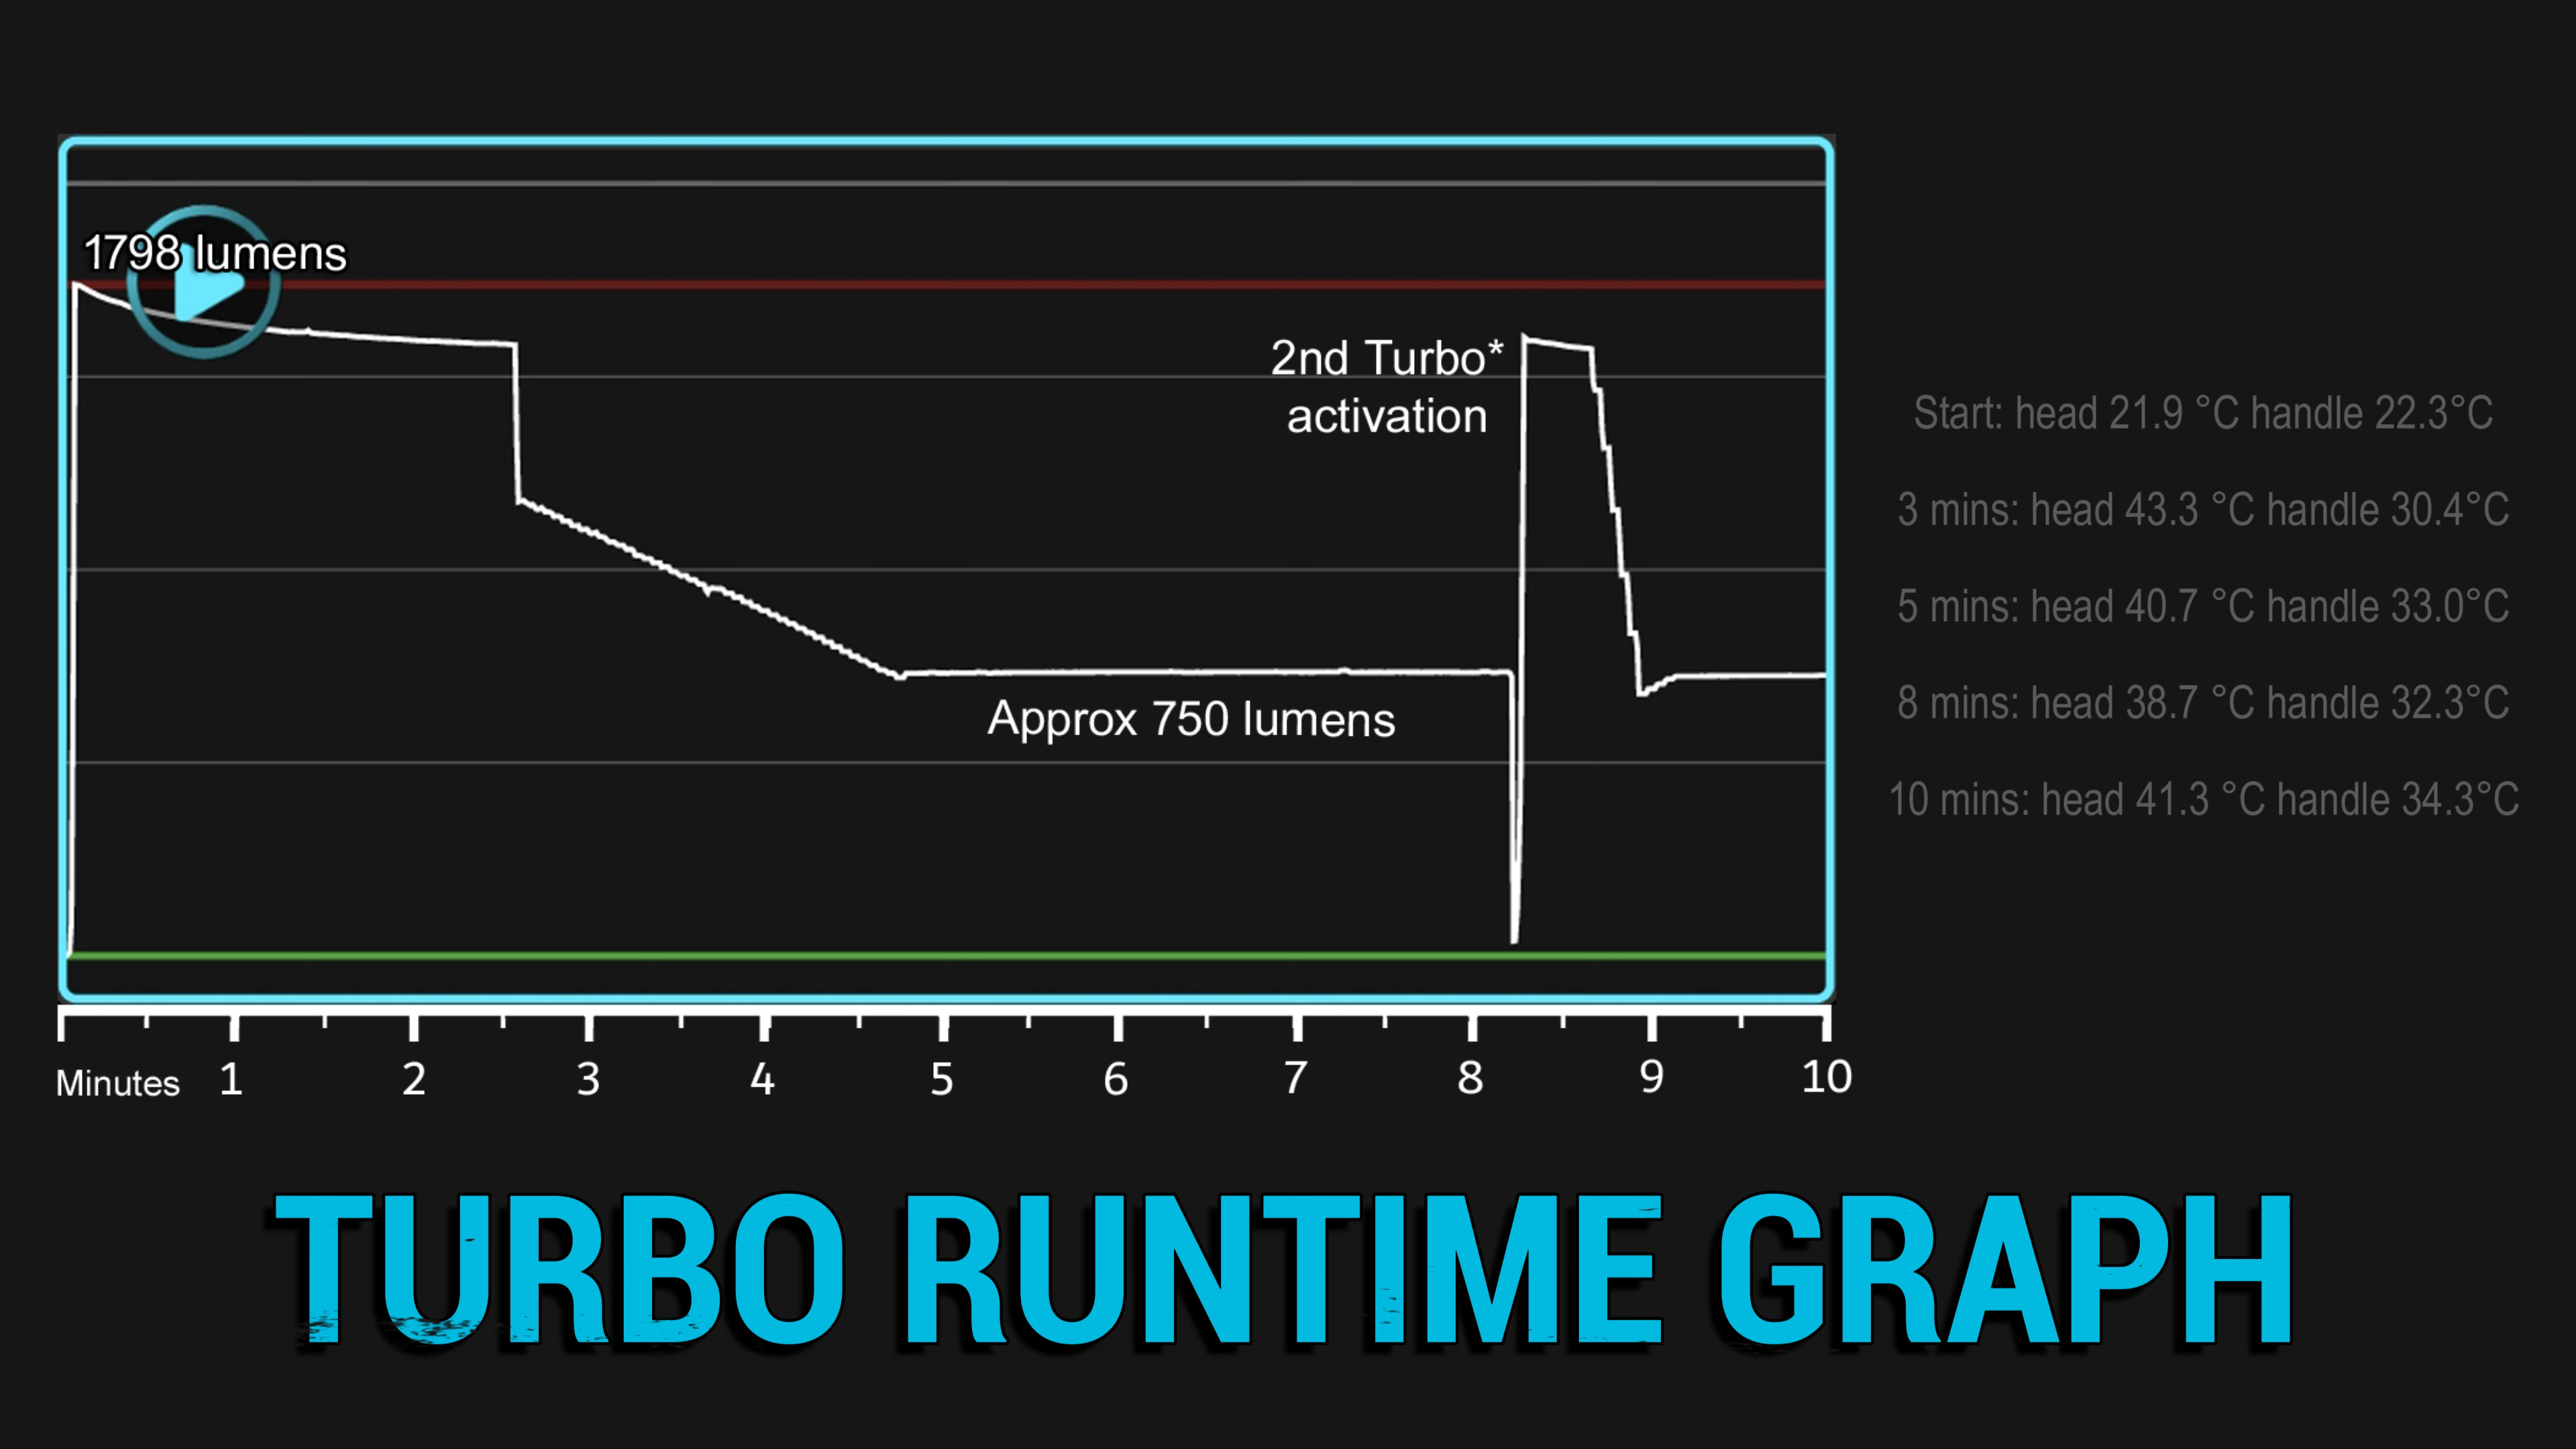 1798 lumens
2nd Turbo*
activation
Approx 750 lumens
Start: head 21.9 °C handle 22.3°C
3 mins: head 43.3 °C handle 30.4°C
5 mins: head 40.7 °C handle 33.0°C
8 mins: head 38.7 °C handle 32.3°C
10 mins: head 41.3 °C handle 34.3°C
Minutes 1 2 3 4 5 6 7 8 9 10
TURBO RUNTIME GRAPH